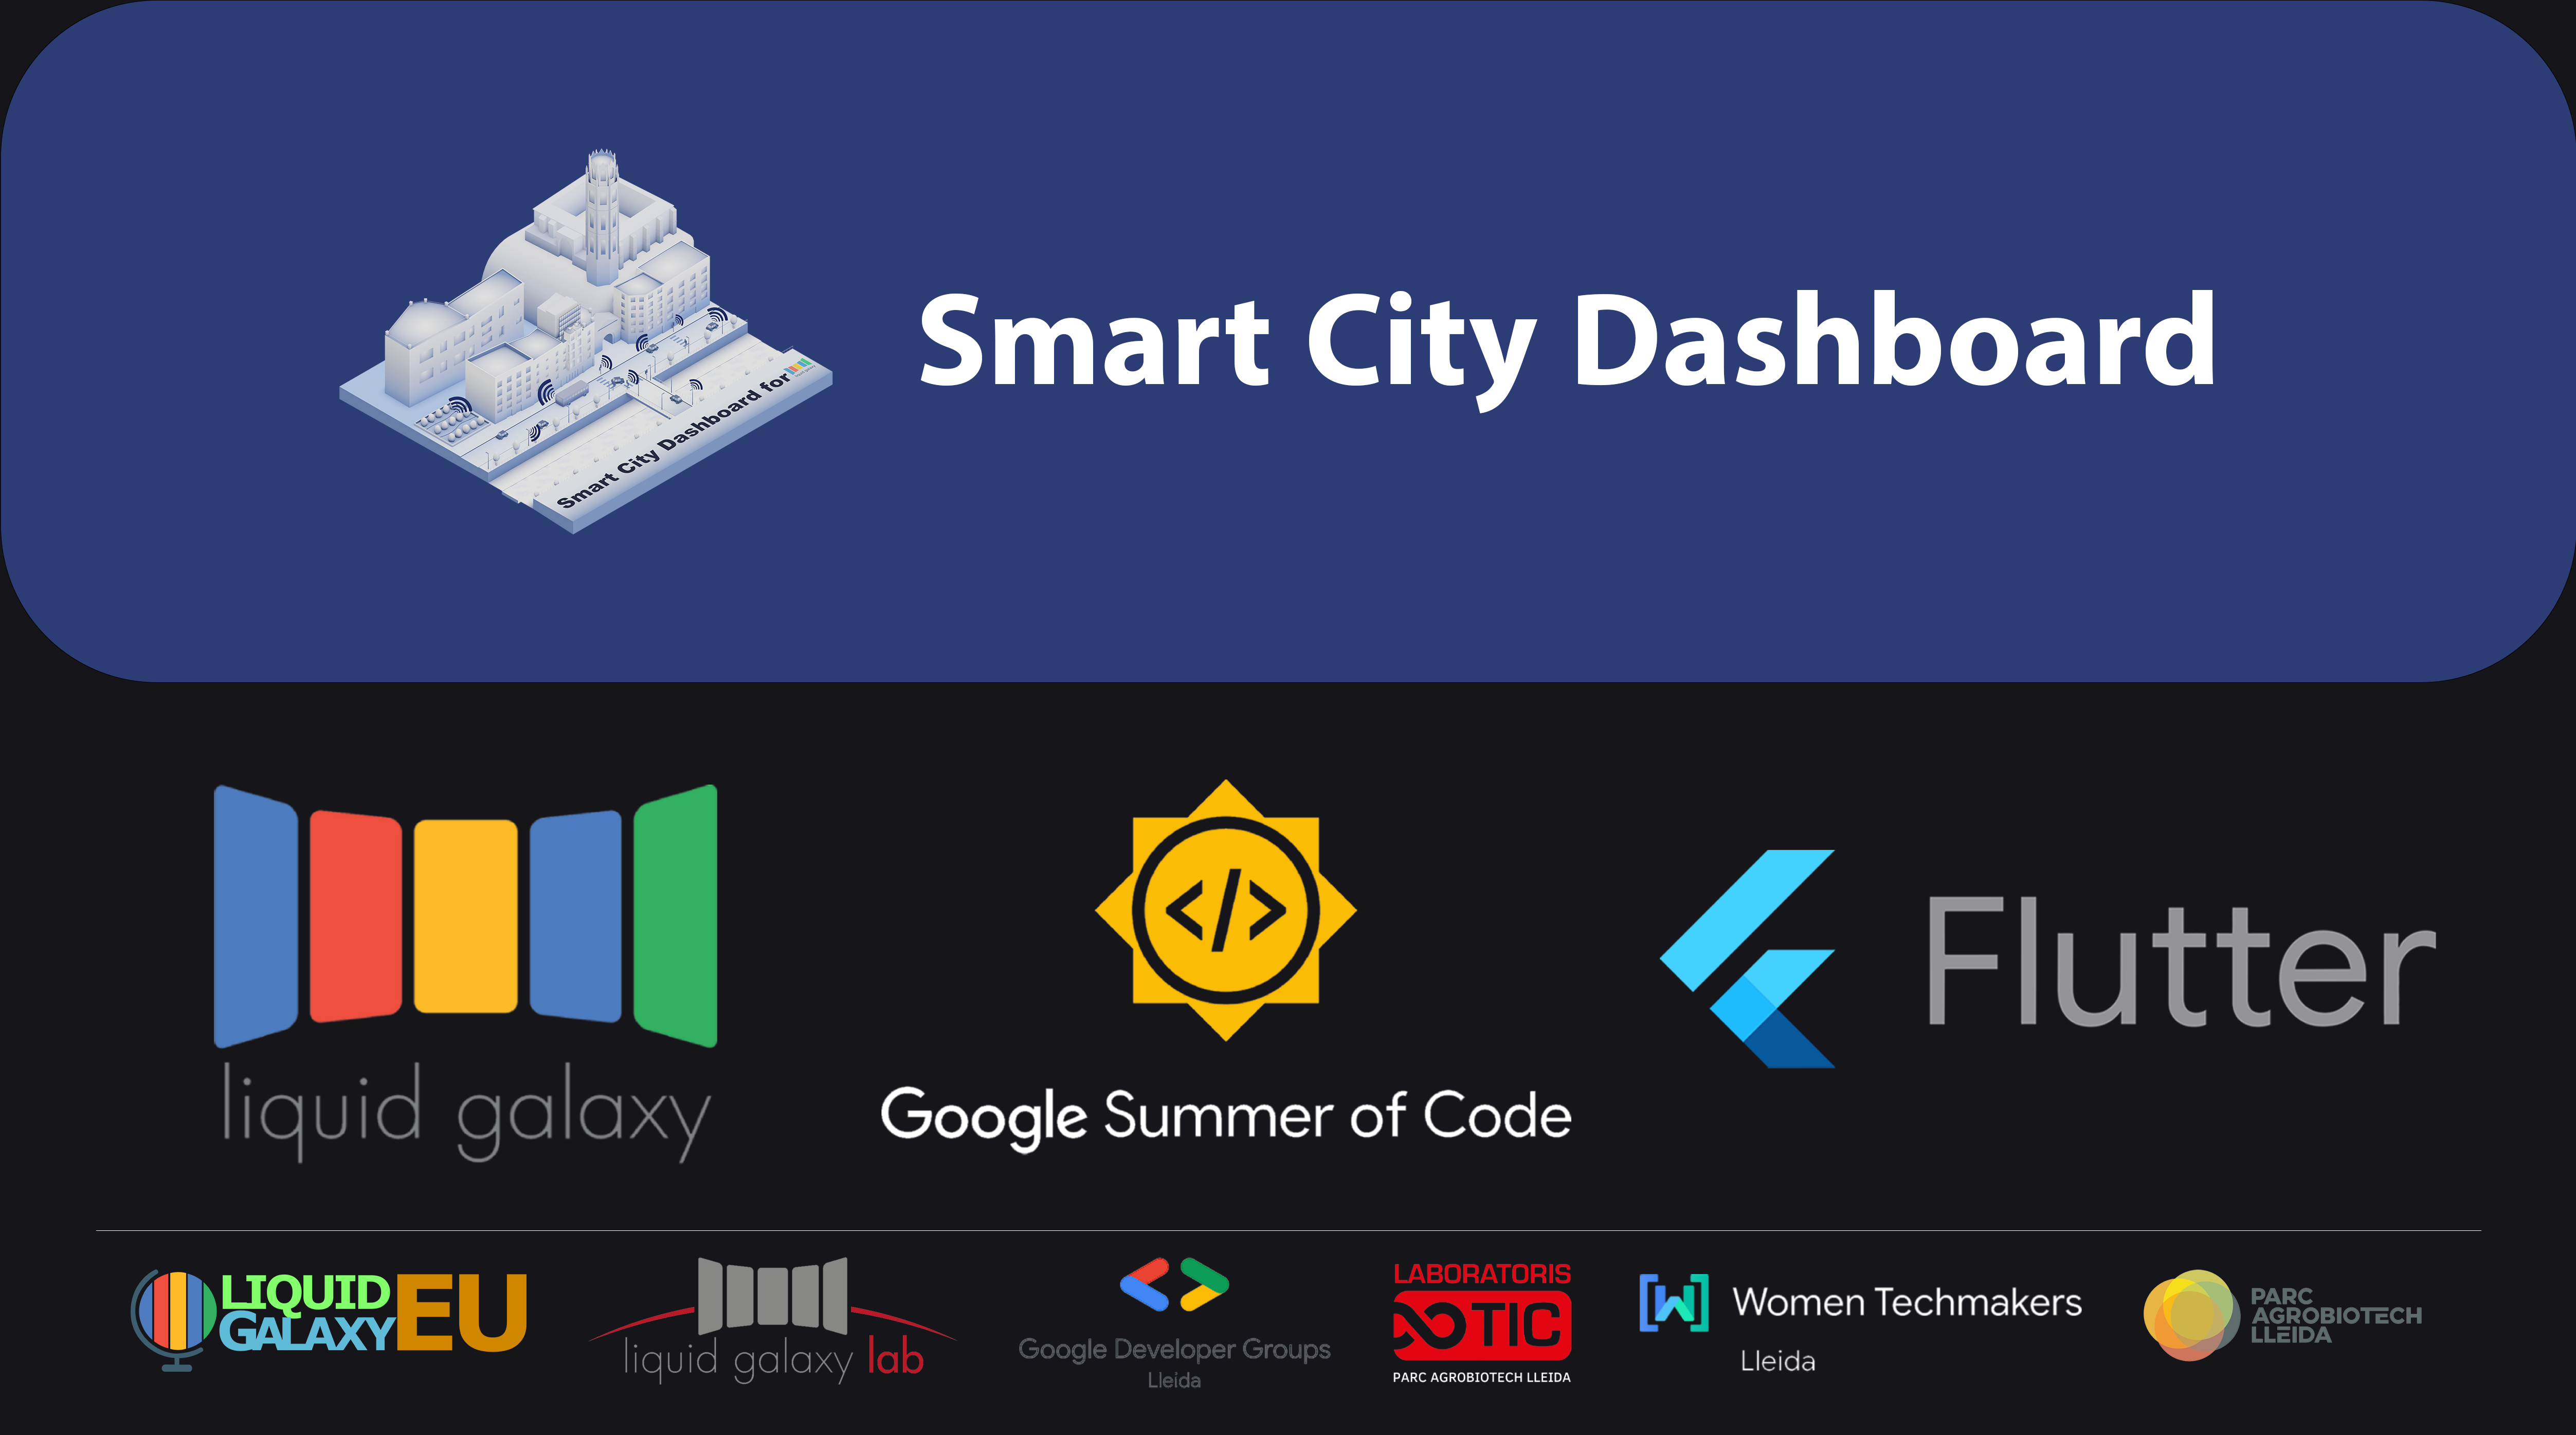 Smart City Dashboard for
Smart City Dashboard
liquid galaxy
Google Summer of Code
Flutter
LIQUID
GALAXY
EU
liquid galaxy lab
Google Developer Groups
Lleida
LABORATORIS
TIC
PARC AGROBIOTECH LLEIDA
Women Techmakers
Lleida
PARC
AGROBIOTECH
LLEIDA